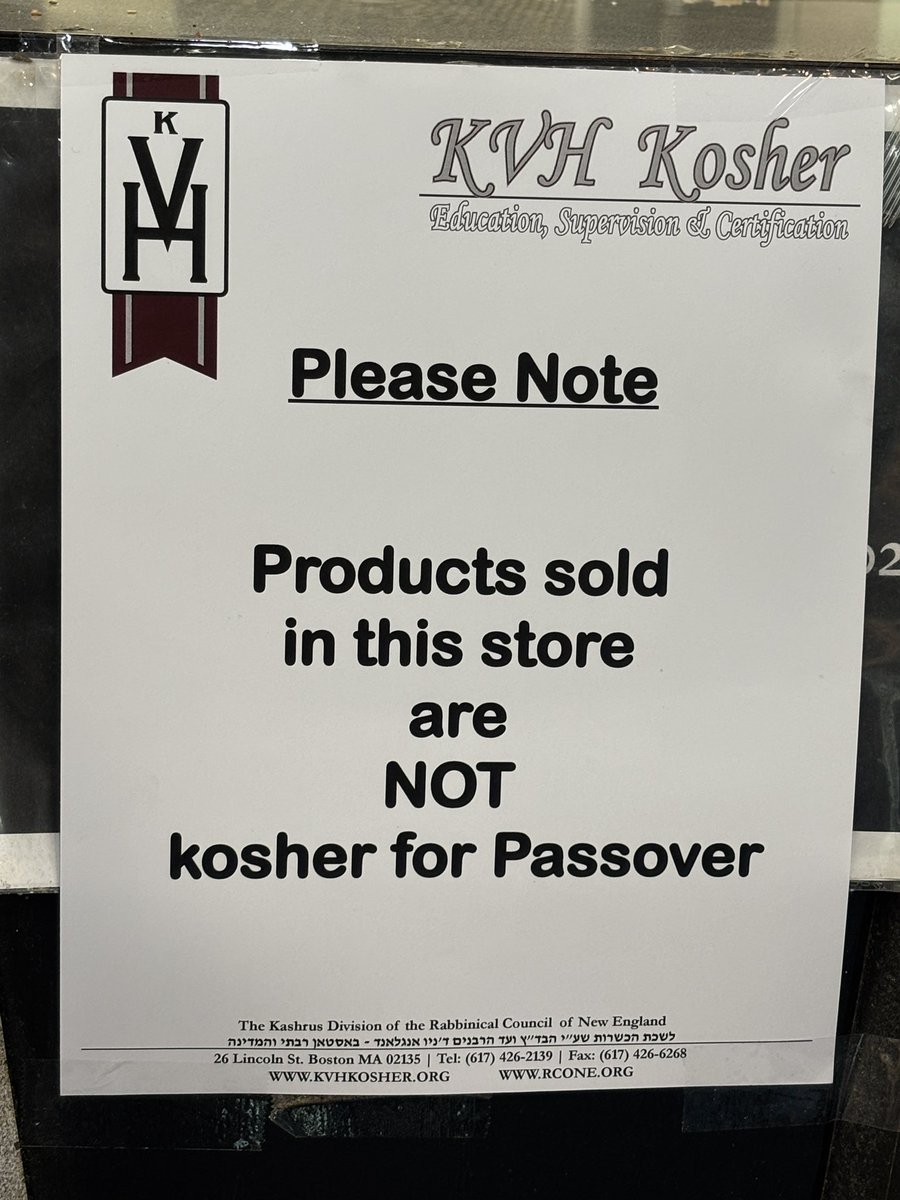 K
VH
KVH Kosher
Education, Supervision & Certification
Please Note
Products sold
in this store
are
NOT
kosher for Passover
The Kashrus Division of the Rabbinical Council of New England
לשכת הכשרות שע״י הבד״ץ ועד הרבנים ד׳ניו אנגלאנד - באסטאן רבתי והמדינה
26 Lincoln St. Boston MA 02135 | Tel: (617) 426-2139 | Fax: (617) 426-6268
WWW.KVHKOSHER.ORG WWW.RCONE.ORG